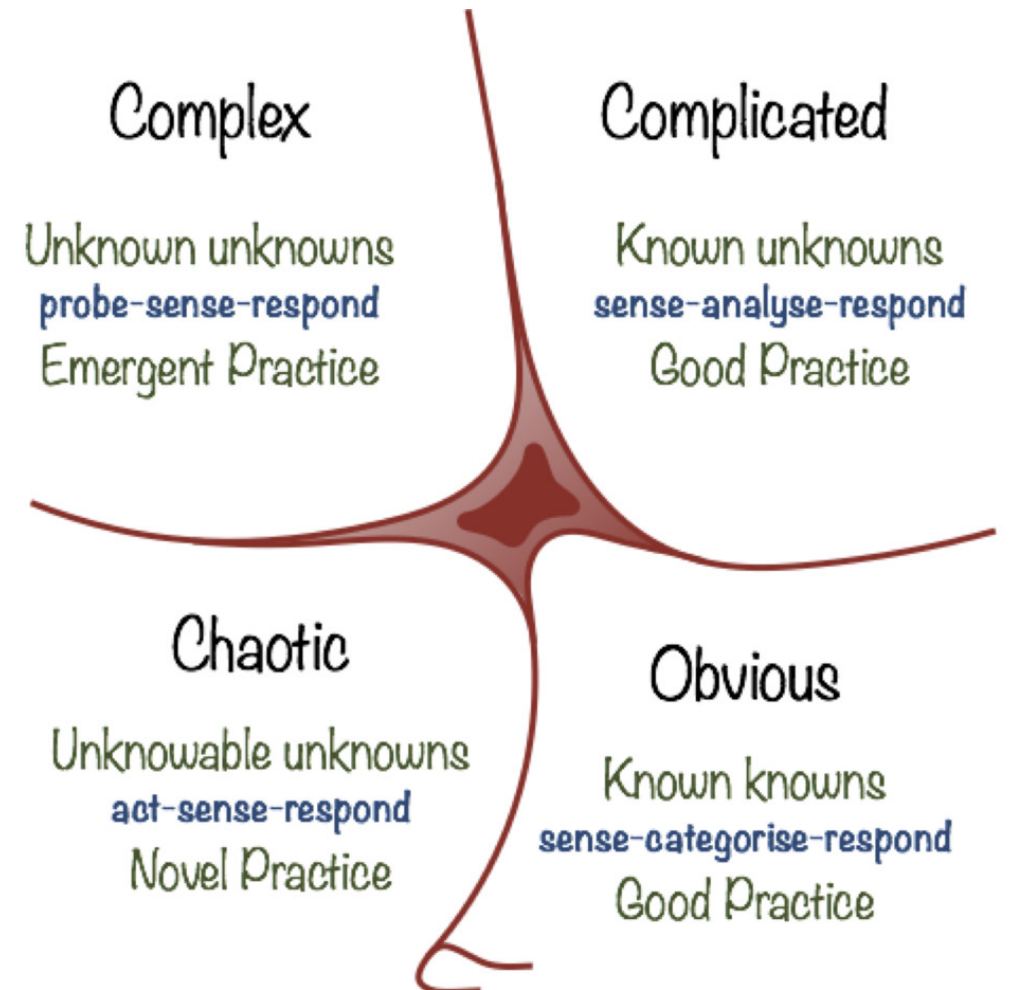 Complex
Unknown unknowns
probe-sense-respond
Emergent Practice
Complicated
Known unknowns
sense-analyse-respond
Good Practice
Chaotic
Unknowable unknowns
act-sense-respond
Novel Practice
Obvious
Known knowns
sense-categorise-respond
Good Practice